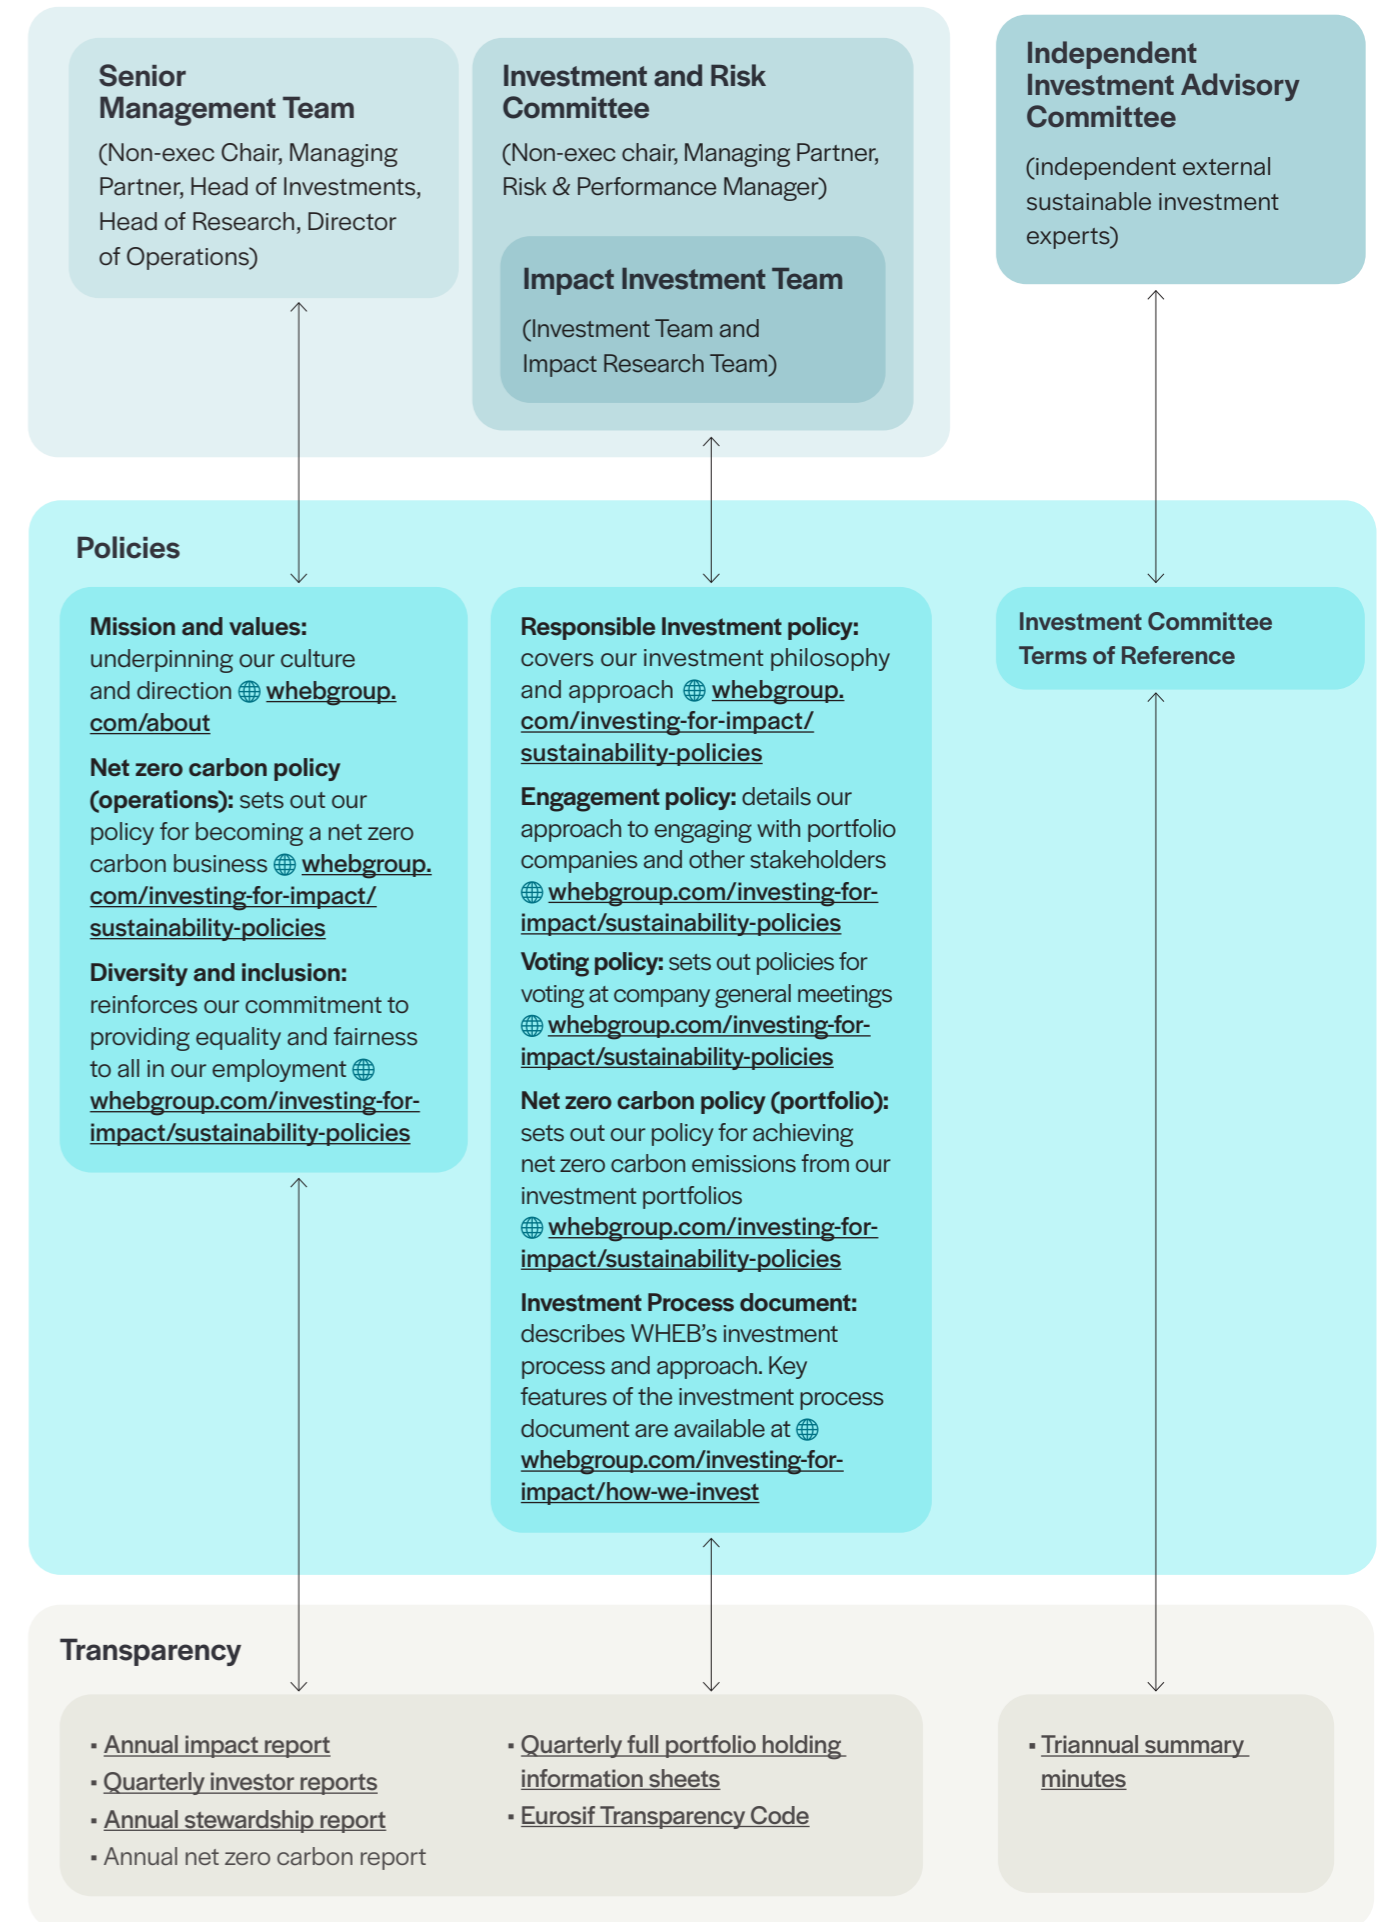 Senior
Management Team
(Non-exec Chair, Managing
Partner, Head of Investments,
Head of Research, Director
of Operations)
Investment and Risk
Committee
(Non-exec chair, Managing Partner,
Risk & Performance Manager)
Impact Investment Team
(Investment Team and
Impact Research Team)
Independent
Investment Advisory
Committee
(independent external
sustainable investment
experts)
Policies
Mission and values:
underpinning our culture
and direction whebgroup.
com/about
Net zero carbon policy
(operations): sets out our
policy for becoming a net zero
carbon business whebgroup.
com/investing-for-impact/
sustainability-policies
Diversity and inclusion:
reinforces our commitment to
providing equality and fairness
to all in our employment
whebgroup.com/investing-for-
impact/sustainability-policies
Responsible Investment policy:
covers our investment philosophy
and approach whebgroup.
com/investing-for-impact/
sustainability-policies
Engagement policy: details our
approach to engaging with portfolio
companies and other stakeholders
whebgroup.com/investing-for-
impact/sustainability-policies
Voting policy: sets out policies for
voting at company general meetings
whebgroup.com/investing-for-
impact/sustainability-policies
Net zero carbon policy (portfolio):
sets out our policy for achieving
net zero carbon emissions from our
investment portfolios
whebgroup.com/investing-for-
impact/sustainability-policies
Investment Process document:
describes WHEB's investment
process and approach. Key
features of the investment process
document are available at
whebgroup.com/investing-for-
impact/how-we-invest
Investment Committee
Terms of Reference
Transparency
▪ Annual impact report
▪ Quarterly investor reports
▪ Annual stewardship report
▪ Annual net zero carbon report
▪ Quarterly full portfolio holding
information sheets
▪ Eurosif Transparency Code
▪ Triannual summary
minutes